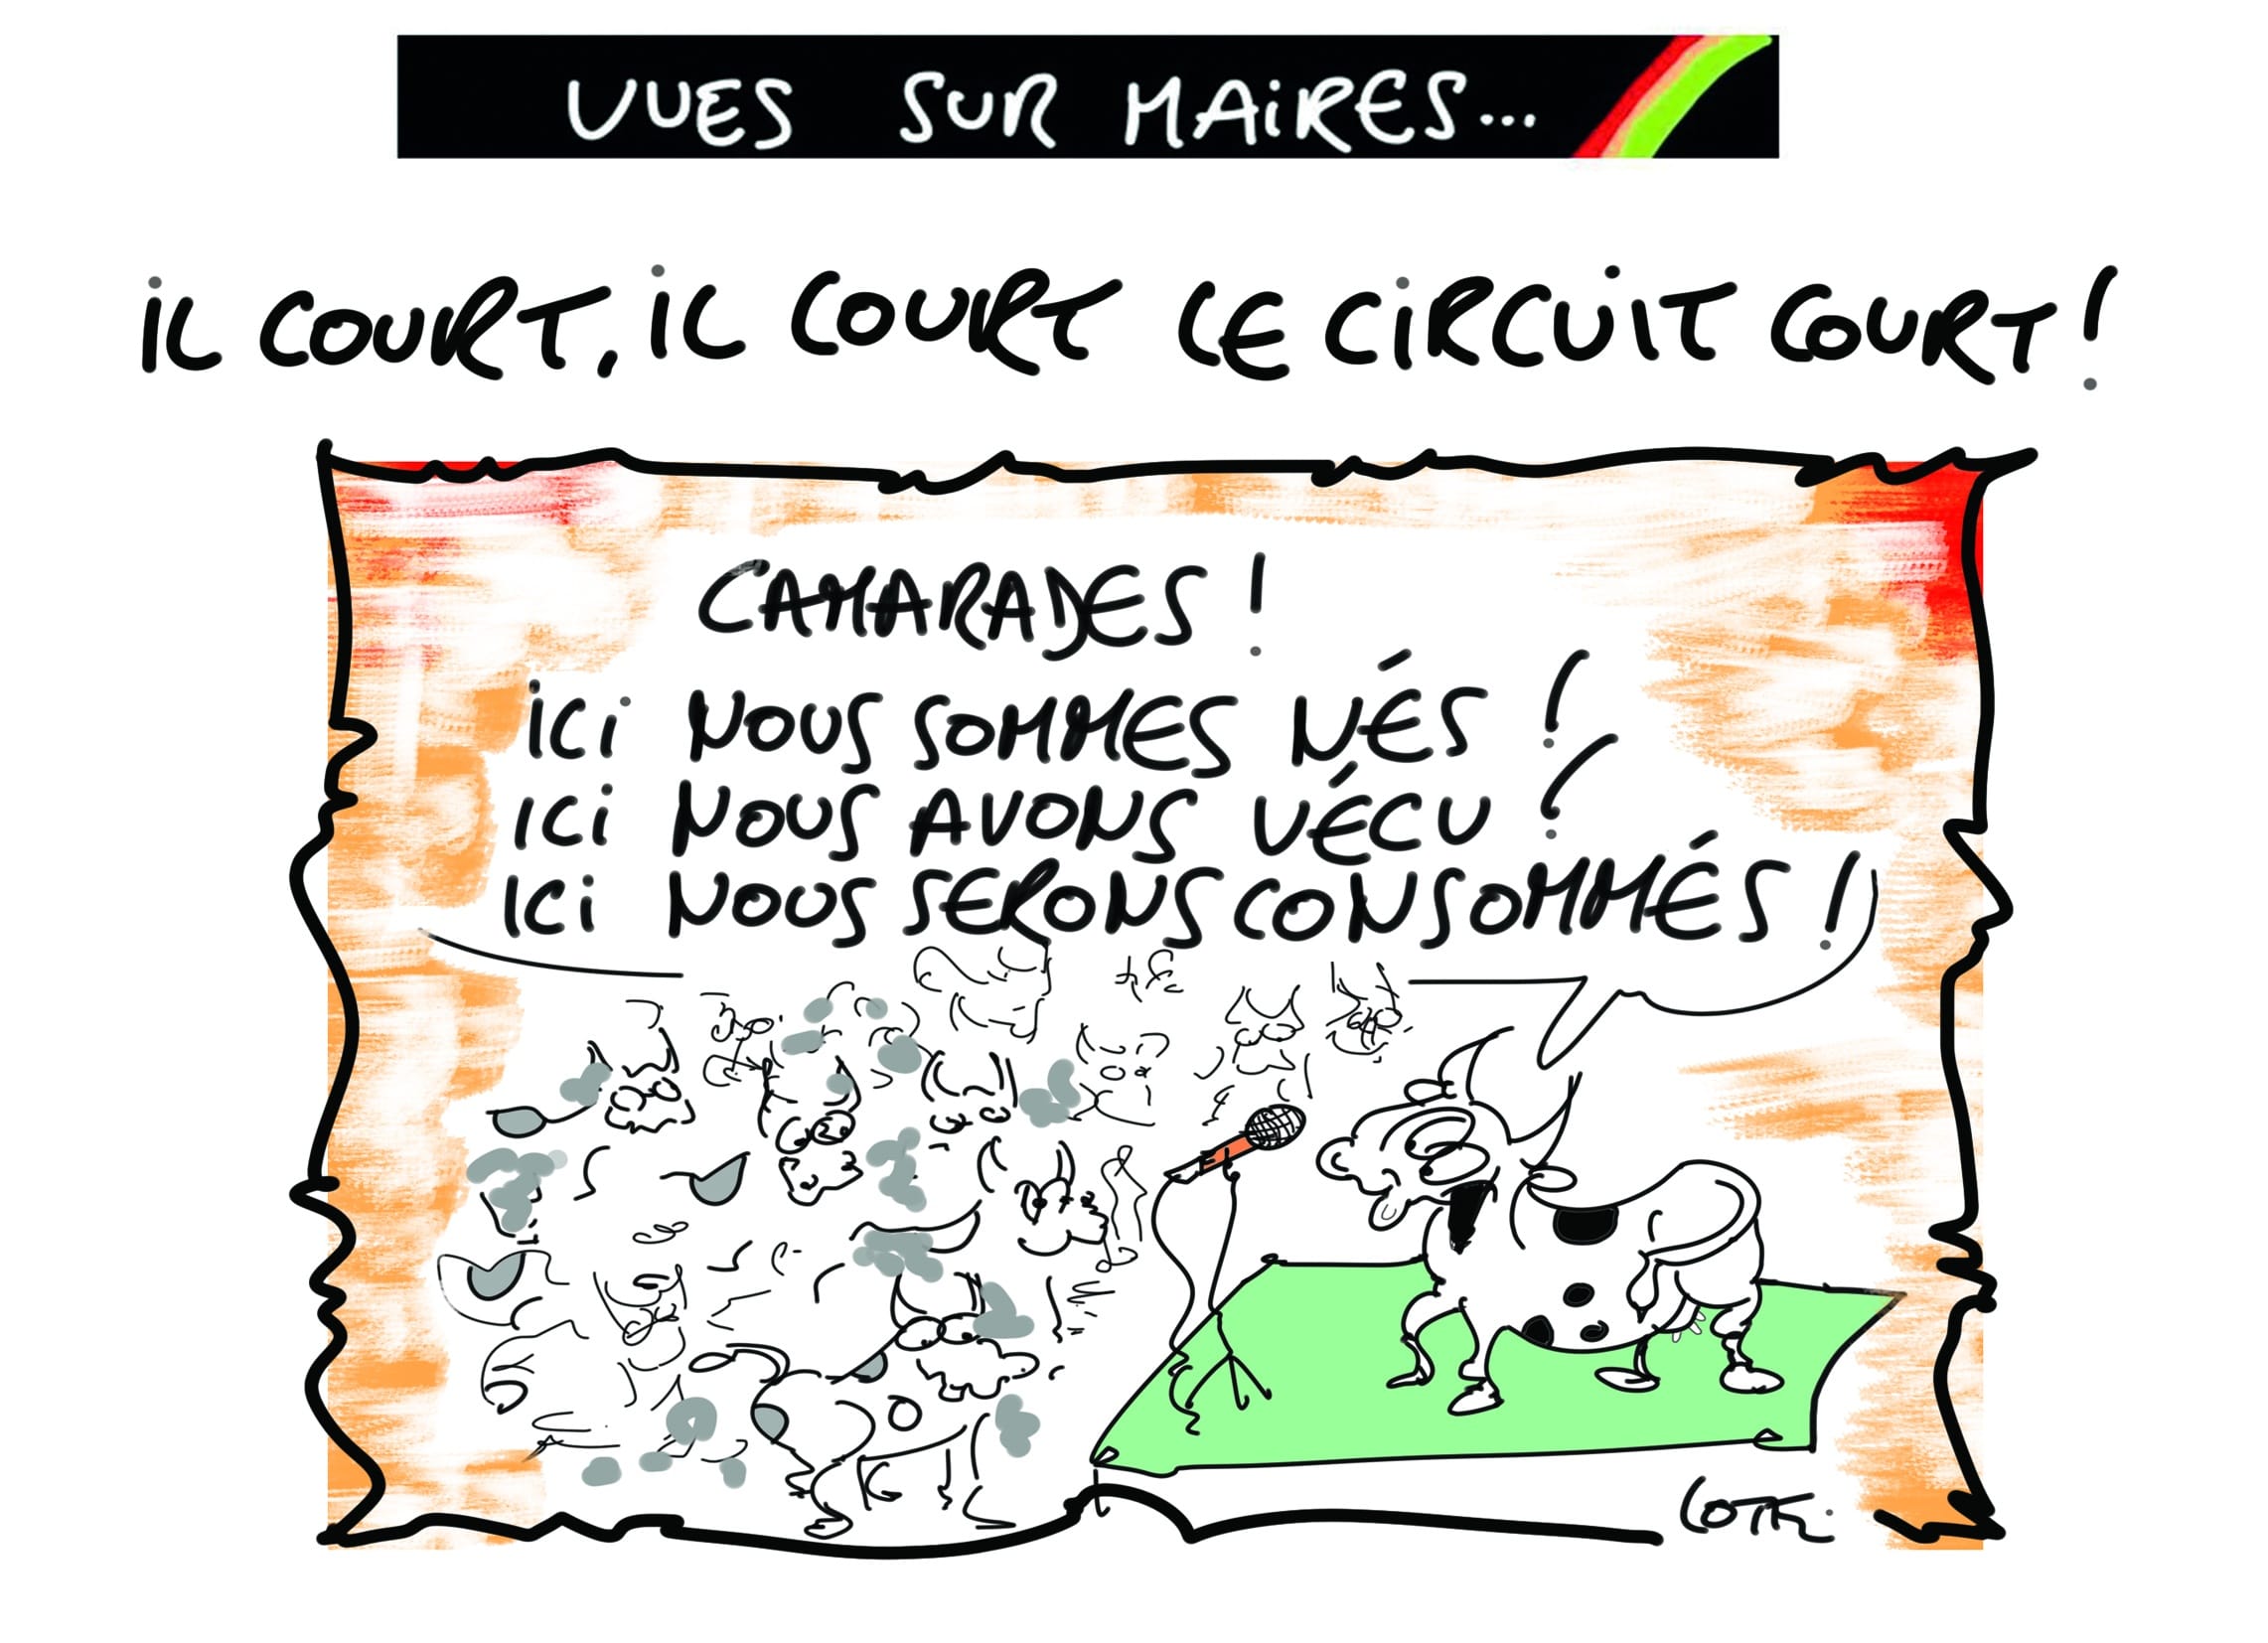 VUES SUR MAIRES...
IL COURT, IL COURT LE CIRCUIT COURT !
CAMARADES !
ICI NOUS SOMMES NÉS !
ICI NOUS AVONS VÉCU !
ICI NOUS SERONS CONSOMMÉS !